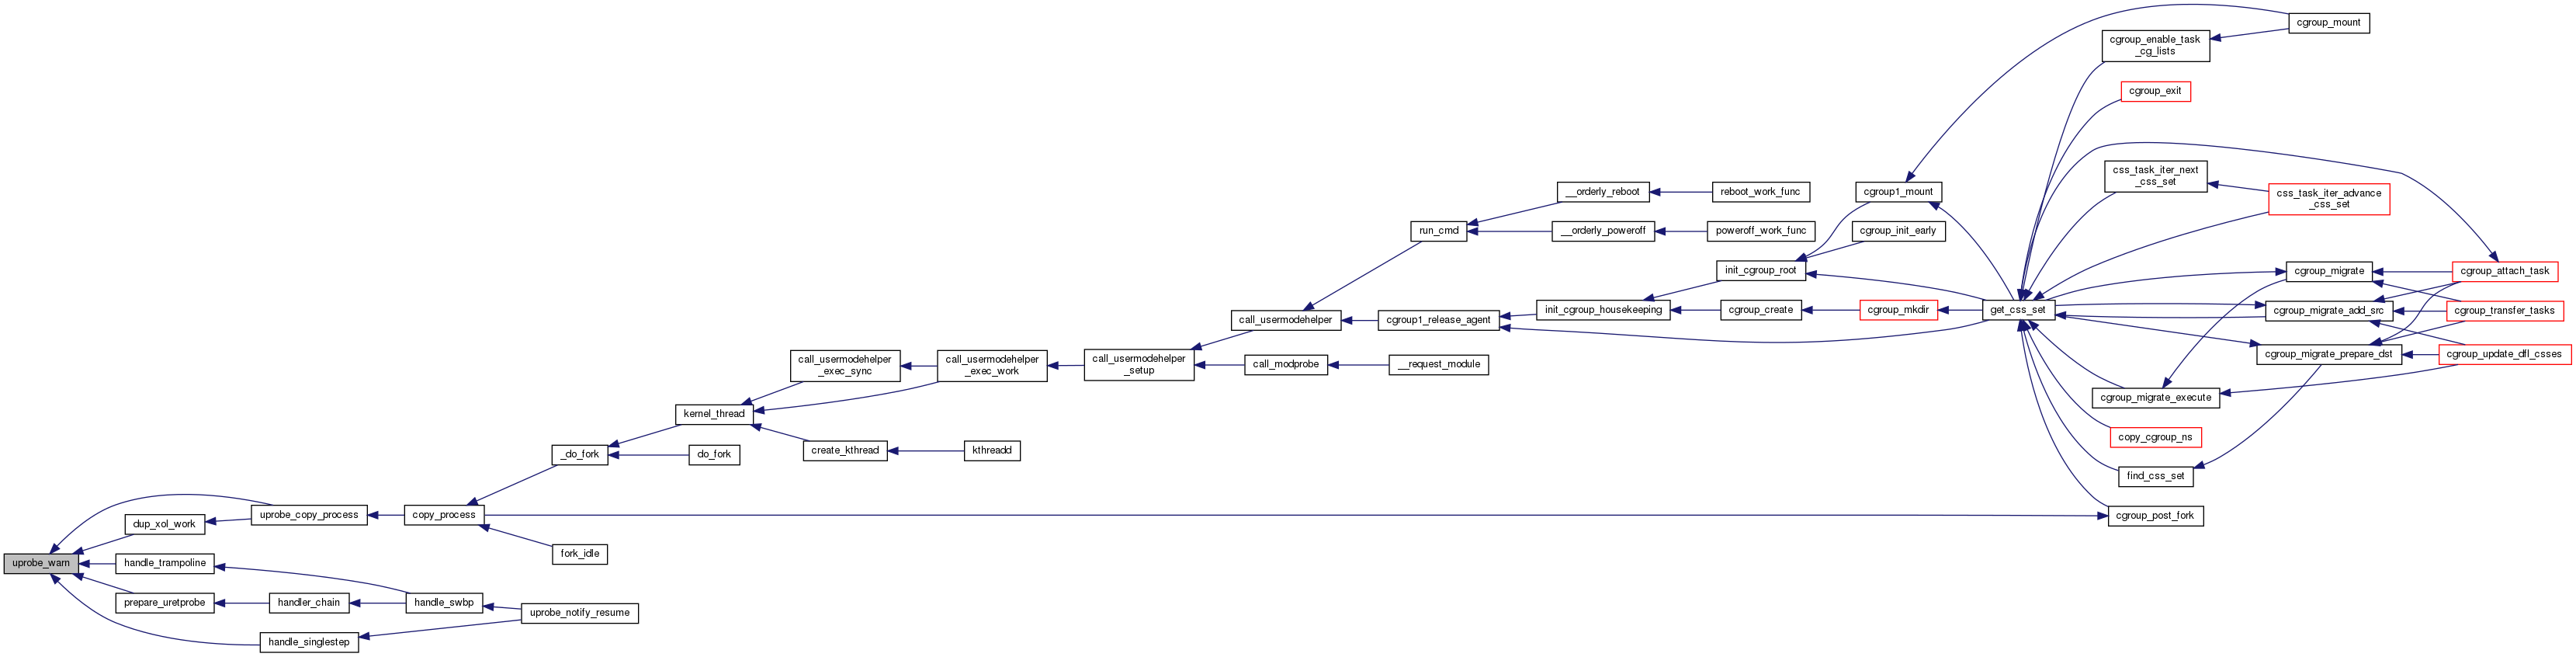 cgroup_mount
cgroup_enable_task
_cg_lists
cgroup_exit
css_task_iter_next
_css_set
css_task_iter_advance
_css_set
__orderly_reboot
reboot_work_func
cgroup1_mount
run_cmd
__orderly_poweroff
poweroff_work_func
cgroup_init_early
init_cgroup_root
cgroup_migrate
cgroup_attach_task
call_usermodehelper
cgroup1_release_agent
init_cgroup_housekeeping
cgroup_create
cgroup_mkdir
get_css_set
cgroup_migrate_add_src
cgroup_transfer_tasks
call_usermodehelper
_exec_sync
call_usermodehelper
_exec_work
call_usermodehelper
_setup
call_modprobe
__request_module
cgroup_migrate_prepare_dst
cgroup_update_dfl_csses
cgroup_migrate_execute
kernel_thread
copy_cgroup_ns
_do_fork
do_fork
create_kthread
kthreadd
find_css_set
uprobe_copy_process
copy_process
cgroup_post_fork
dup_xol_work
fork_idle
uprobe_warn
handle_trampoline
prepare_uretprobe
handler_chain
handle_swbp
uprobe_notify_resume
handle_singlestep